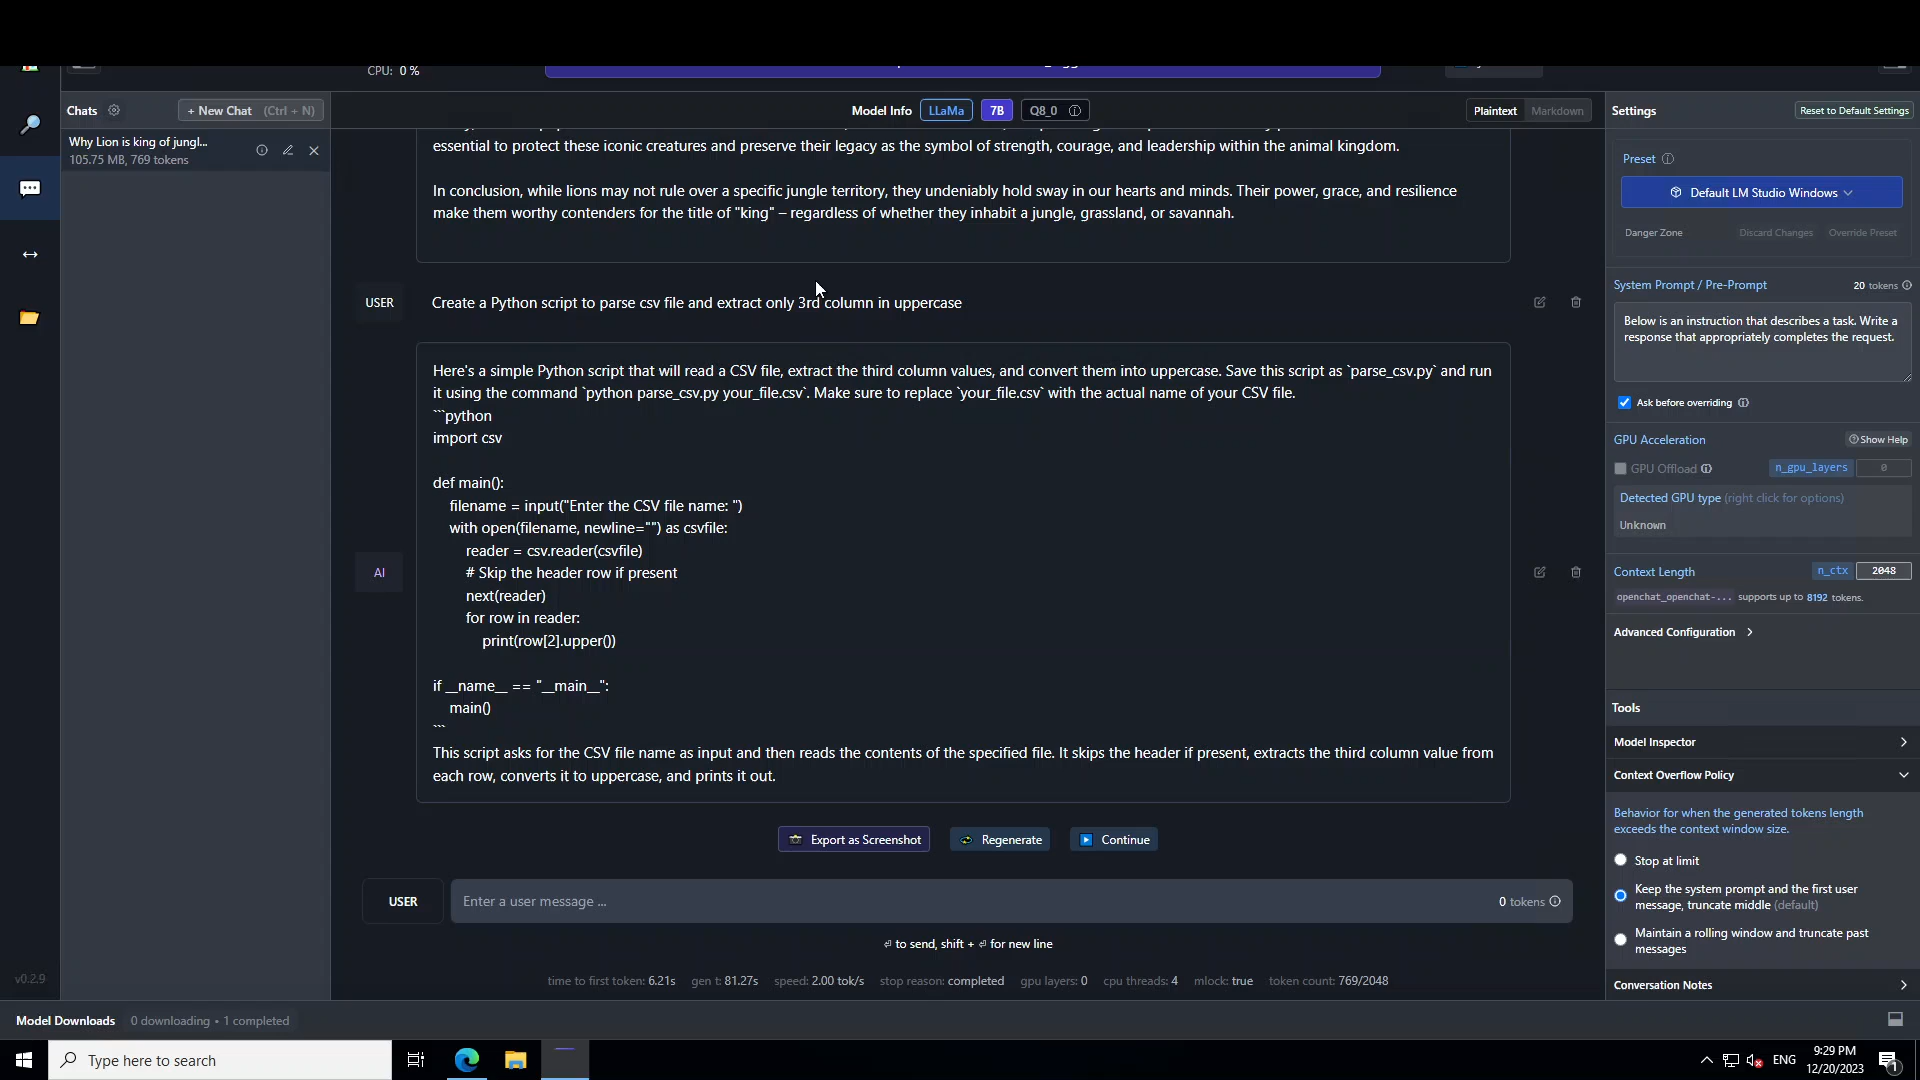 CPU: 0 %
Chats
+ New Chat (Ctrl + N)
Model Info LLaMa 7B Q8_0
Plaintext Markdown
Settings
Reset to Default Settings
Why Lion is king of jungl...
105.75 MB, 769 tokens
essential to protect these iconic creatures and preserve their legacy as the symbol of strength, courage, and leadership within the animal kingdom.
In conclusion, while lions may not rule over a specific jungle territory, they undeniably hold sway in our hearts and minds. Their power, grace, and resilience
make them worthy contenders for the title of "king" – regardless of whether they inhabit a jungle, grassland, or savannah.
USER
Create a Python script to parse csv file and extract only 3rd column in uppercase
AI
Here's a simple Python script that will read a CSV file, extract the third column values, and convert them into uppercase. Save this script as `parse_csv.py` and run
it using the command `python parse_csv.py your_file.csv`. Make sure to replace `your_file.csv` with the actual name of your CSV file.
```python
import csv
def main():
filename = input("Enter the CSV file name: ")
with open(filename, newline="") as csvfile:
reader = csv.reader(csvfile)
# Skip the header row if present
next(reader)
for row in reader:
print(row[2].upper())
if __name__ == "__main__":
main()
```
This script asks for the CSV file name as input and then reads the contents of the specified file. It skips the header if present, extracts the third column value from
each row, converts it to uppercase, and prints it out.
Export as Screenshot
Regenerate
Continue
USER
Enter a user message ...
0 tokens
⏎ to send, shift + ⏎ for new line
time to first token: 6.21s gen t: 81.27s speed: 2.00 tok/s stop reason: completed gpu layers: 0 cpu threads: 4 mlock: true token count: 769/2048
Preset
Default LM Studio Windows
Danger Zone Discard Changes Override Preset
System Prompt / Pre-Prompt 20 tokens
Below is an instruction that describes a task. Write a
response that appropriately completes the request.
Ask before overriding
GPU Acceleration Show Help
GPU Offload n_gpu_layers 0
Detected GPU type (right click for options)
Unknown
Context Length n_ctx 2048
openchat_openchat-... supports up to 8192 tokens.
Advanced Configuration
Tools
Model Inspector
Context Overflow Policy
Behavior for when the generated tokens length
exceeds the context window size.
Stop at limit
Keep the system prompt and the first user
message, truncate middle (default)
Maintain a rolling window and truncate past
messages
Conversation Notes
v0.2.9
Model Downloads 0 downloading • 1 completed
Type here to search
ENG
9:29 PM
12/20/2023
1